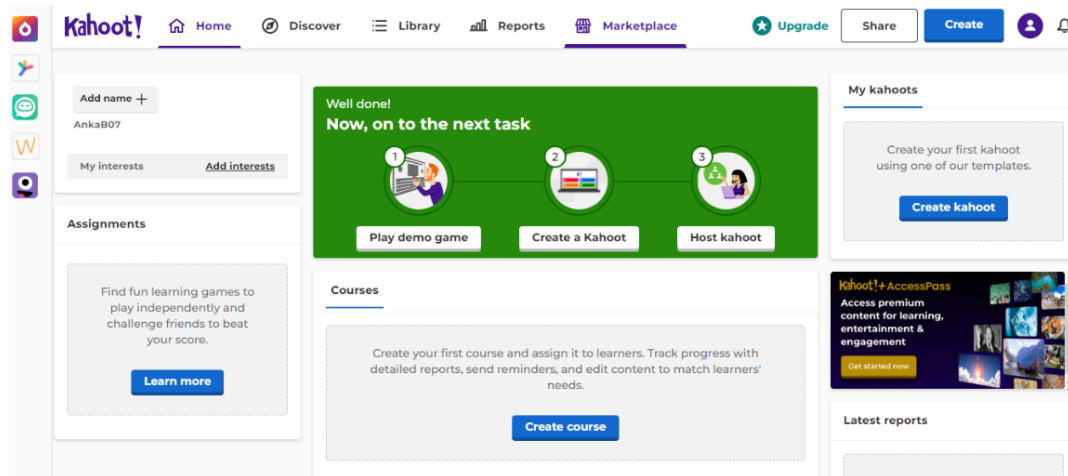 Kahoot!
Home
Discover
Library
Reports
Marketplace
Upgrade
Share
Create
Add name +
AnkaB07
My interests
Add interests
Assignments
Find fun learning games to
play independently and
challenge friends to beat
your score.
Learn more
Well done!
Now, on to the next task
1
2
3
Play demo game
Create a Kahoot
Host kahoot
Courses
Create your first course and assign it to learners. Track progress with
detailed reports, send reminders, and edit content to match learners'
needs.
Create course
My kahoots
Create your first kahoot
using one of our templates.
Create kahoot
Kahoot!+AccessPass
Access premium
content for learning,
entertainment &
engagement
Get started now
Latest reports